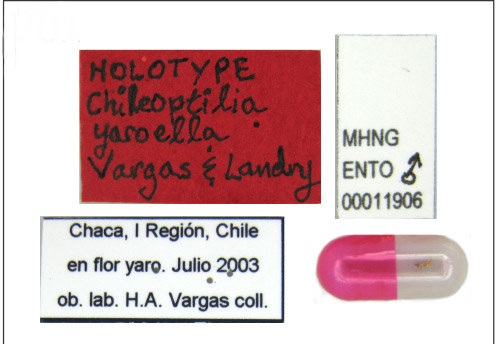 HOLOTYPE
Chileoptilia
yaroella
Vargas & Landry
MHNG
ENTO ♂
00011906
Chaca, I Región, Chile
en flor yaro. Julio 2003
ob. lab. H.A. Vargas coll.